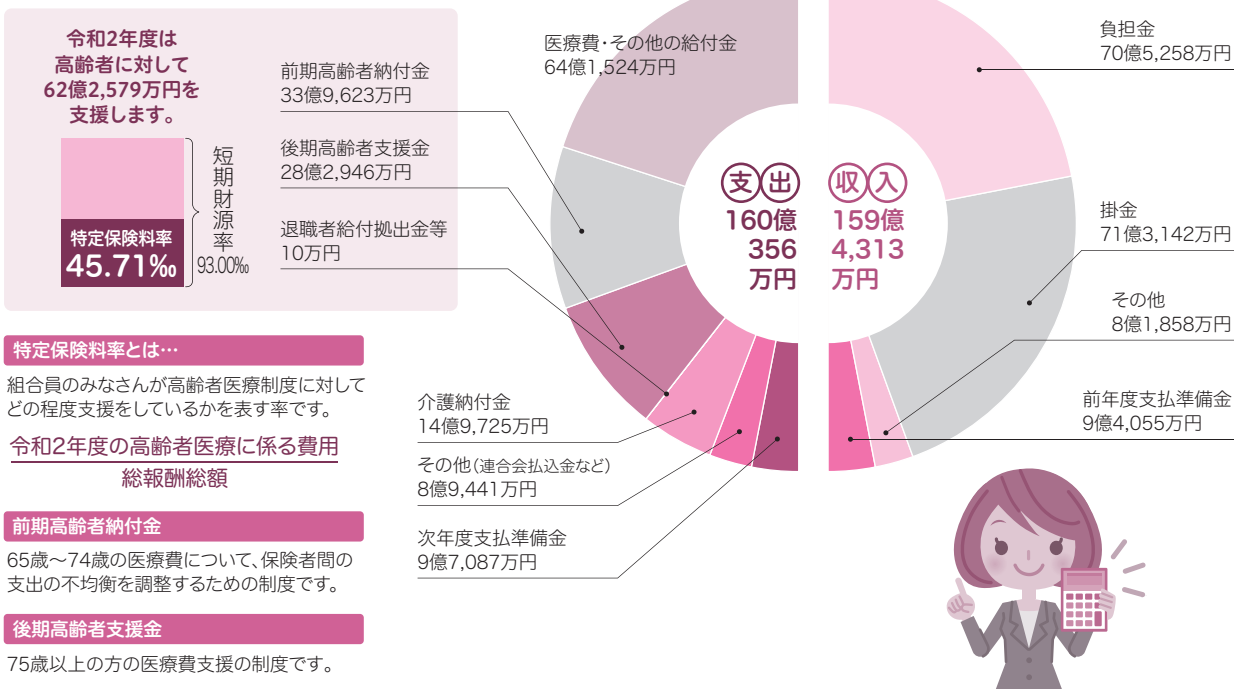 令和2年度は
高齢者に対して
62億2,579万円を
支援します。
特定保険料率
45.71‰
短期財源率
93.00‰
前期高齢者納付金
33億9,623万円
後期高齢者支援金
28億2,946万円
退職者給付拠出金等
10万円
特定保険料率とは…
組合員のみなさんが高齢者医療制度に対して
どの程度支援をしているかを表す率です。
令和2年度の高齢者医療に係る費用
総報酬総額
前期高齢者納付金
65歳～74歳の医療費について、保険者間の
支出の不均衡を調整するための制度です。
後期高齢者支援金
75歳以上の方の医療費支援の制度です。
医療費・その他の給付金
64億1,524万円
介護納付金
14億9,725万円
その他(連合会払込金など)
8億9,441万円
次年度支払準備金
9億7,087万円
支出
160億
356
万円
収入
159億
4,313
万円
負担金
70億5,258万円
掛金
71億3,142万円
その他
8億1,858万円
前年度支払準備金
9億4,055万円